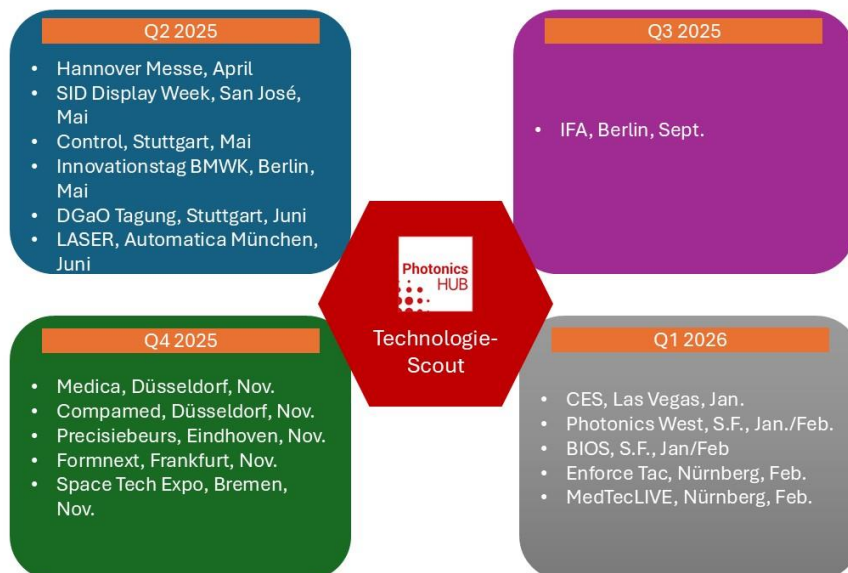 Q2 2025
• Hannover Messe, April
• SID Display Week, San José,
Mai
• Control, Stuttgart, Mai
• Innovationstag BMWK, Berlin,
Mai
• DGaO Tagung, Stuttgart, Juni
• LASER, Automatica München,
Juni
Q3 2025
• IFA, Berlin, Sept.
Photonics
HUB
Technologie-
Scout
Q4 2025
• Medica, Düsseldorf, Nov.
• Compamed, Düsseldorf, Nov.
• Precisiebeurs, Eindhoven, Nov.
• Formnext, Frankfurt, Nov.
• Space Tech Expo, Bremen,
Nov.
Q1 2026
• CES, Las Vegas, Jan.
• Photonics West, S.F., Jan./Feb.
• BIOS, S.F., Jan/Feb
• Enforce Tac, Nürnberg, Feb.
• MedTecLIVE, Nürnberg, Feb.